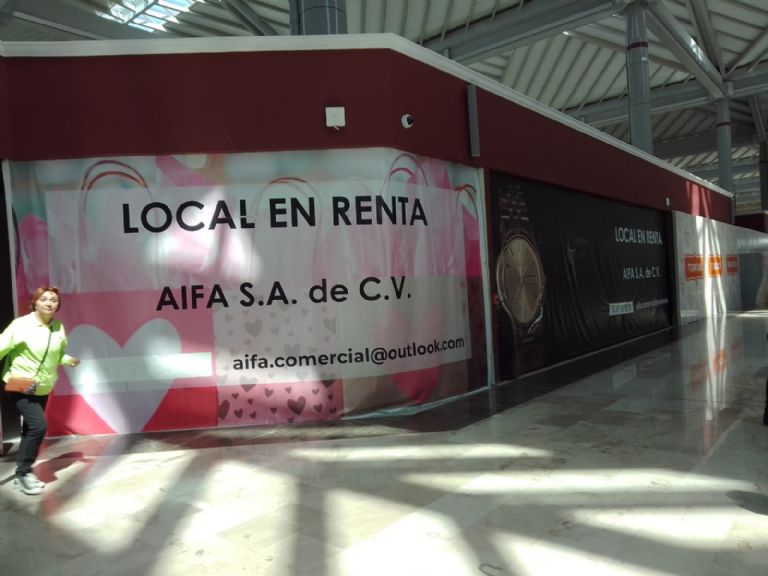 LOCAL EN RENTA
AIFA S.A. de C.V.
aifa.comercial@outlook.com
LOCAL EN RENTA
AIFA S.A. de C.V.